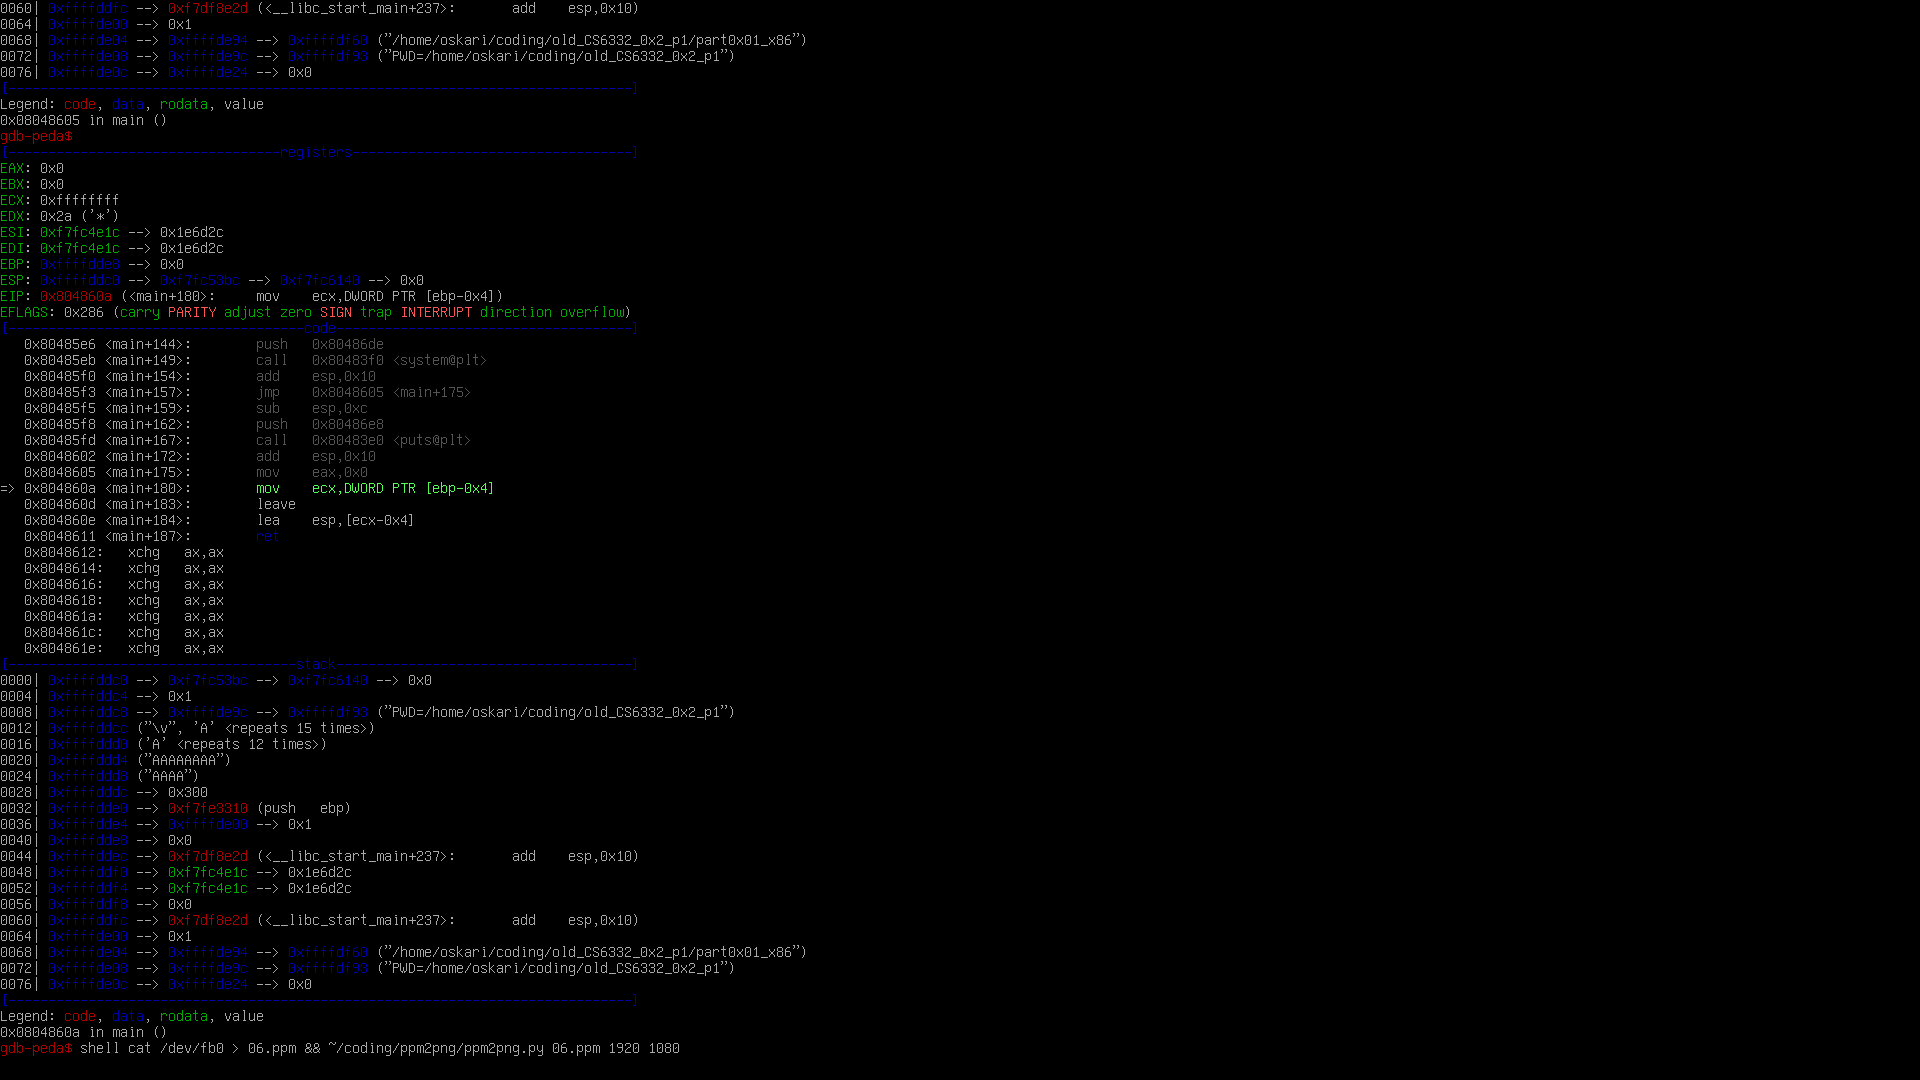 0060| 0xffffddfc --> 0xf7df8e2d (<__libc_start_main+237>:       add    esp,0x10)
0064| 0xffffde00 --> 0x1
0068| 0xffffde04 --> 0xffffde94 --> 0xffffdf60 ("/home/oskari/coding/old_CS6332_0x2_p1/part0x01_x86")
0072| 0xffffde08 --> 0xffffde9c --> 0xffffdf93 ("PWD=/home/oskari/coding/old_CS6332_0x2_p1")
0076| 0xffffde0c --> 0xffffde24 --> 0x0
[------------------------------------------------------------------------------]
Legend: code, data, rodata, value
0x08048605 in main ()
gdb-peda$
[----------------------------------registers-----------------------------------]
EAX: 0x0
EBX: 0x0
ECX: 0xffffffff
EDX: 0x2a ('*')
ESI: 0xf7fc4e1c --> 0x1e6d2c
EDI: 0xf7fc4e1c --> 0x1e6d2c
EBP: 0xffffdde8 --> 0x0
ESP: 0xffffddc0 --> 0xf7fe50bc --> 0xf7fc6140 --> 0x0
EIP: 0x804860a (<main+180>:     mov    ecx,DWORD PTR [ebp-0x4])
EFLAGS: 0x286 (carry PARITY adjust zero SIGN trap INTERRUPT direction overflow)
[-------------------------------------code-------------------------------------]
   0x80485e6 <main+144>:        push   0x80486de
   0x80485eb <main+149>:        call   0x80483f0 <system@plt>
   0x80485f0 <main+154>:        add    esp,0x10
   0x80485f3 <main+157>:        jmp    0x8048605 <main+175>
   0x80485f5 <main+159>:        sub    esp,0xc
   0x80485f8 <main+162>:        push   0x80486e8
   0x80485fd <main+167>:        call   0x80483e0 <puts@plt>
   0x8048602 <main+172>:        add    esp,0x10
   0x8048605 <main+175>:        mov    eax,0x0
=> 0x804860a <main+180>:        mov    ecx,DWORD PTR [ebp-0x4]
   0x804860d <main+183>:        leave
   0x804860e <main+184>:        lea    esp,[ecx-0x4]
   0x8048611 <main+187>:        ret
   0x8048612:   xchg   ax,ax
   0x8048614:   xchg   ax,ax
   0x8048616:   xchg   ax,ax
   0x8048618:   xchg   ax,ax
   0x804861a:   xchg   ax,ax
   0x804861c:   xchg   ax,ax
   0x804861e:   xchg   ax,ax
[------------------------------------stack-------------------------------------]
0000| 0xffffddc0 --> 0xf7fe50bc --> 0xf7fc6140 --> 0x0
0004| 0xffffddc4 --> 0x1
0008| 0xffffddc8 --> 0xffffde9c --> 0xffffdf93 ("PWD=/home/oskari/coding/old_CS6332_0x2_p1")
0012| 0xffffddcc ("\v", 'A' <repeats 15 times>)
0016| 0xffffddd0 ('A' <repeats 12 times>)
0020| 0xffffddd4 ("AAAAAAAA")
0024| 0xffffddd8 ("AAAA")
0028| 0xffffdddc --> 0x300
0032| 0xffffdde0 --> 0xf7fe3310 (push   ebp)
0036| 0xffffdde4 --> 0xffffde00 --> 0x1
0040| 0xffffdde8 --> 0x0
0044| 0xffffddec --> 0xf7df8e2d (<__libc_start_main+237>:       add    esp,0x10)
0048| 0xffffddf0 --> 0xf7fc4e1c --> 0x1e6d2c
0052| 0xffffddf4 --> 0xf7fc4e1c --> 0x1e6d2c
0056| 0xffffddf8 --> 0x0
0060| 0xffffddfc --> 0xf7df8e2d (<__libc_start_main+237>:       add    esp,0x10)
0064| 0xffffde00 --> 0x1
0068| 0xffffde04 --> 0xffffde94 --> 0xffffdf60 ("/home/oskari/coding/old_CS6332_0x2_p1/part0x01_x86")
0072| 0xffffde08 --> 0xffffde9c --> 0xffffdf93 ("PWD=/home/oskari/coding/old_CS6332_0x2_p1")
0076| 0xffffde0c --> 0xffffde24 --> 0x0
[------------------------------------------------------------------------------]
Legend: code, data, rodata, value
0x0804860a in main ()
gdb-peda$ shell cat /dev/fb0 > 06.ppm && ~/coding/ppm2png/ppm2png.py 06.ppm 1920 1080